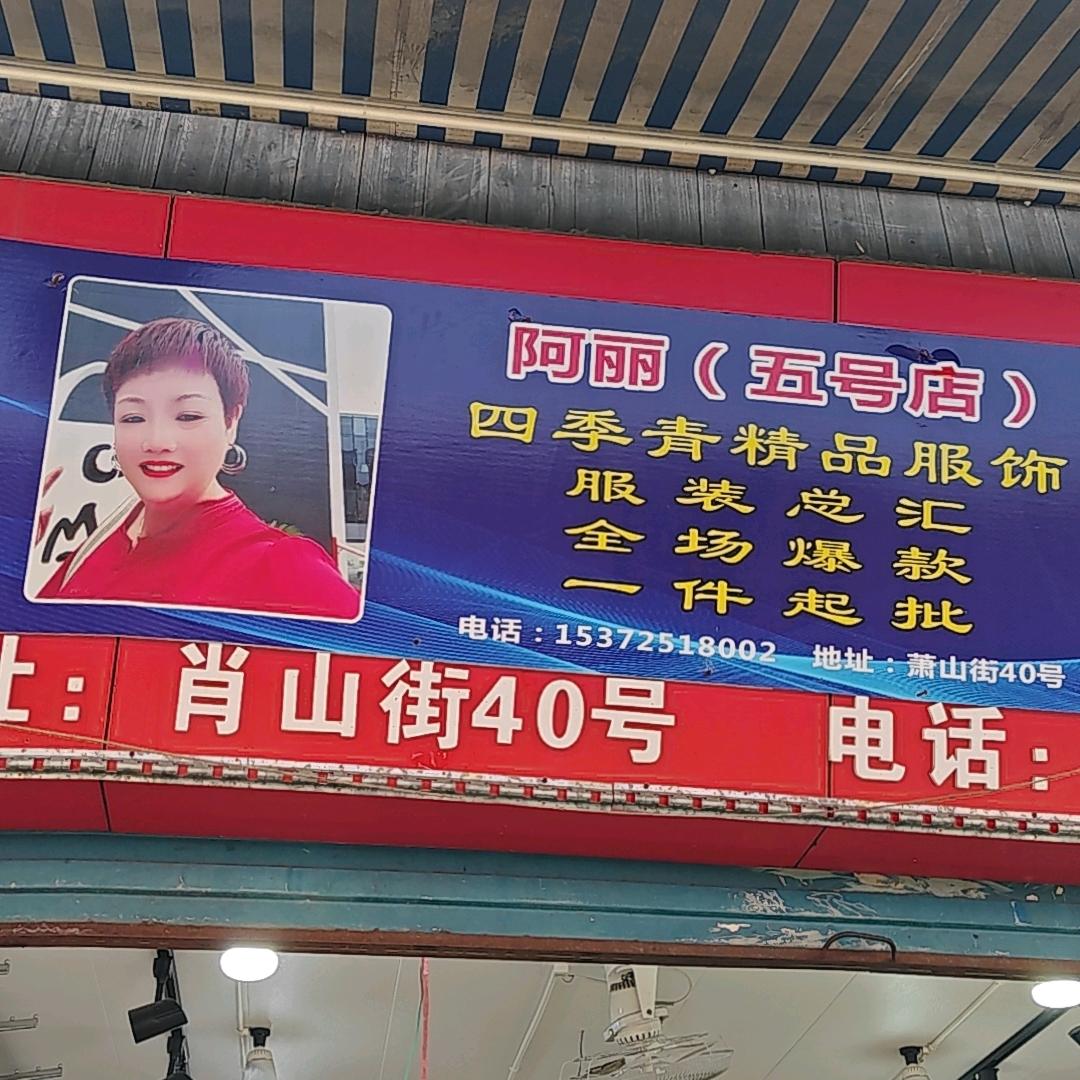 阿丽（五号店）
四季青精品服饰
服装总汇
全场爆款
一件起批
电话：15372518002 地址：萧山街40号
址：肖山街40号 电话：